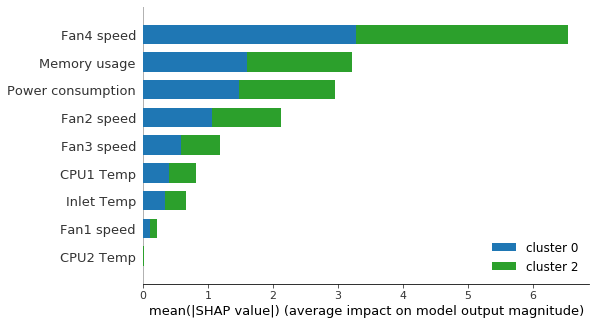 Fan4 speed
Memory usage
Power consumption
Fan2 speed
Fan3 speed
CPU1 Temp
Inlet Temp
Fan1 speed
CPU2 Temp
cluster 0
cluster 2
0 1 2 3 4 5 6
mean(|SHAP value|) (average impact on model output magnitude)